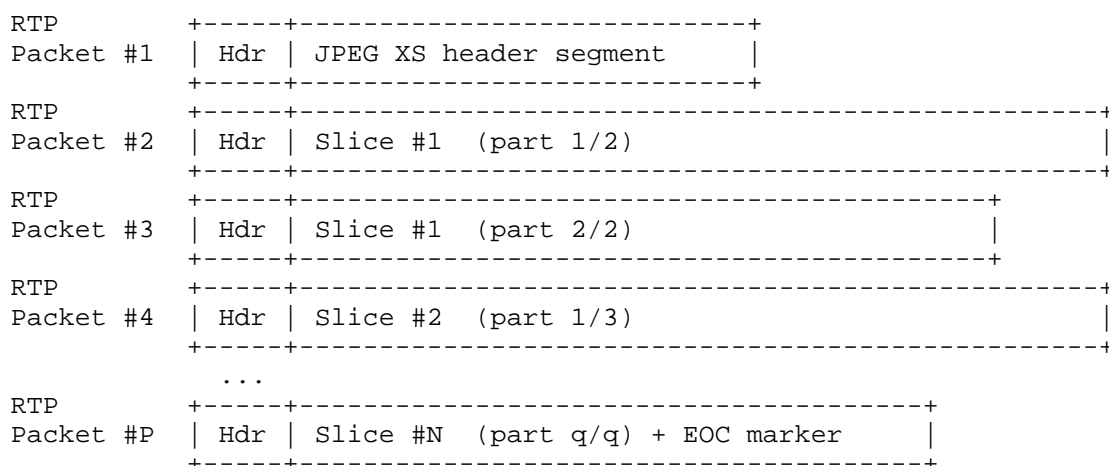 RTP +-----+----------------------------+
Packet #1 | Hdr | JPEG XS header segment |
+-----+----------------------------+
RTP +-----+--------------------------------------------------+
Packet #2 | Hdr | Slice #1 (part 1/2) |
+-----+--------------------------------------------------+
RTP +-----+-------------------------------------------+
Packet #3 | Hdr | Slice #1 (part 2/2) |
+-----+-------------------------------------------+
RTP +-----+--------------------------------------------------+
Packet #4 | Hdr | Slice #2 (part 1/3) |
+-----+--------------------------------------------------+
...
RTP +-----+---------------------------------------+
Packet #P | Hdr | Slice #N (part q/q) + EOC marker |
+-----+---------------------------------------+